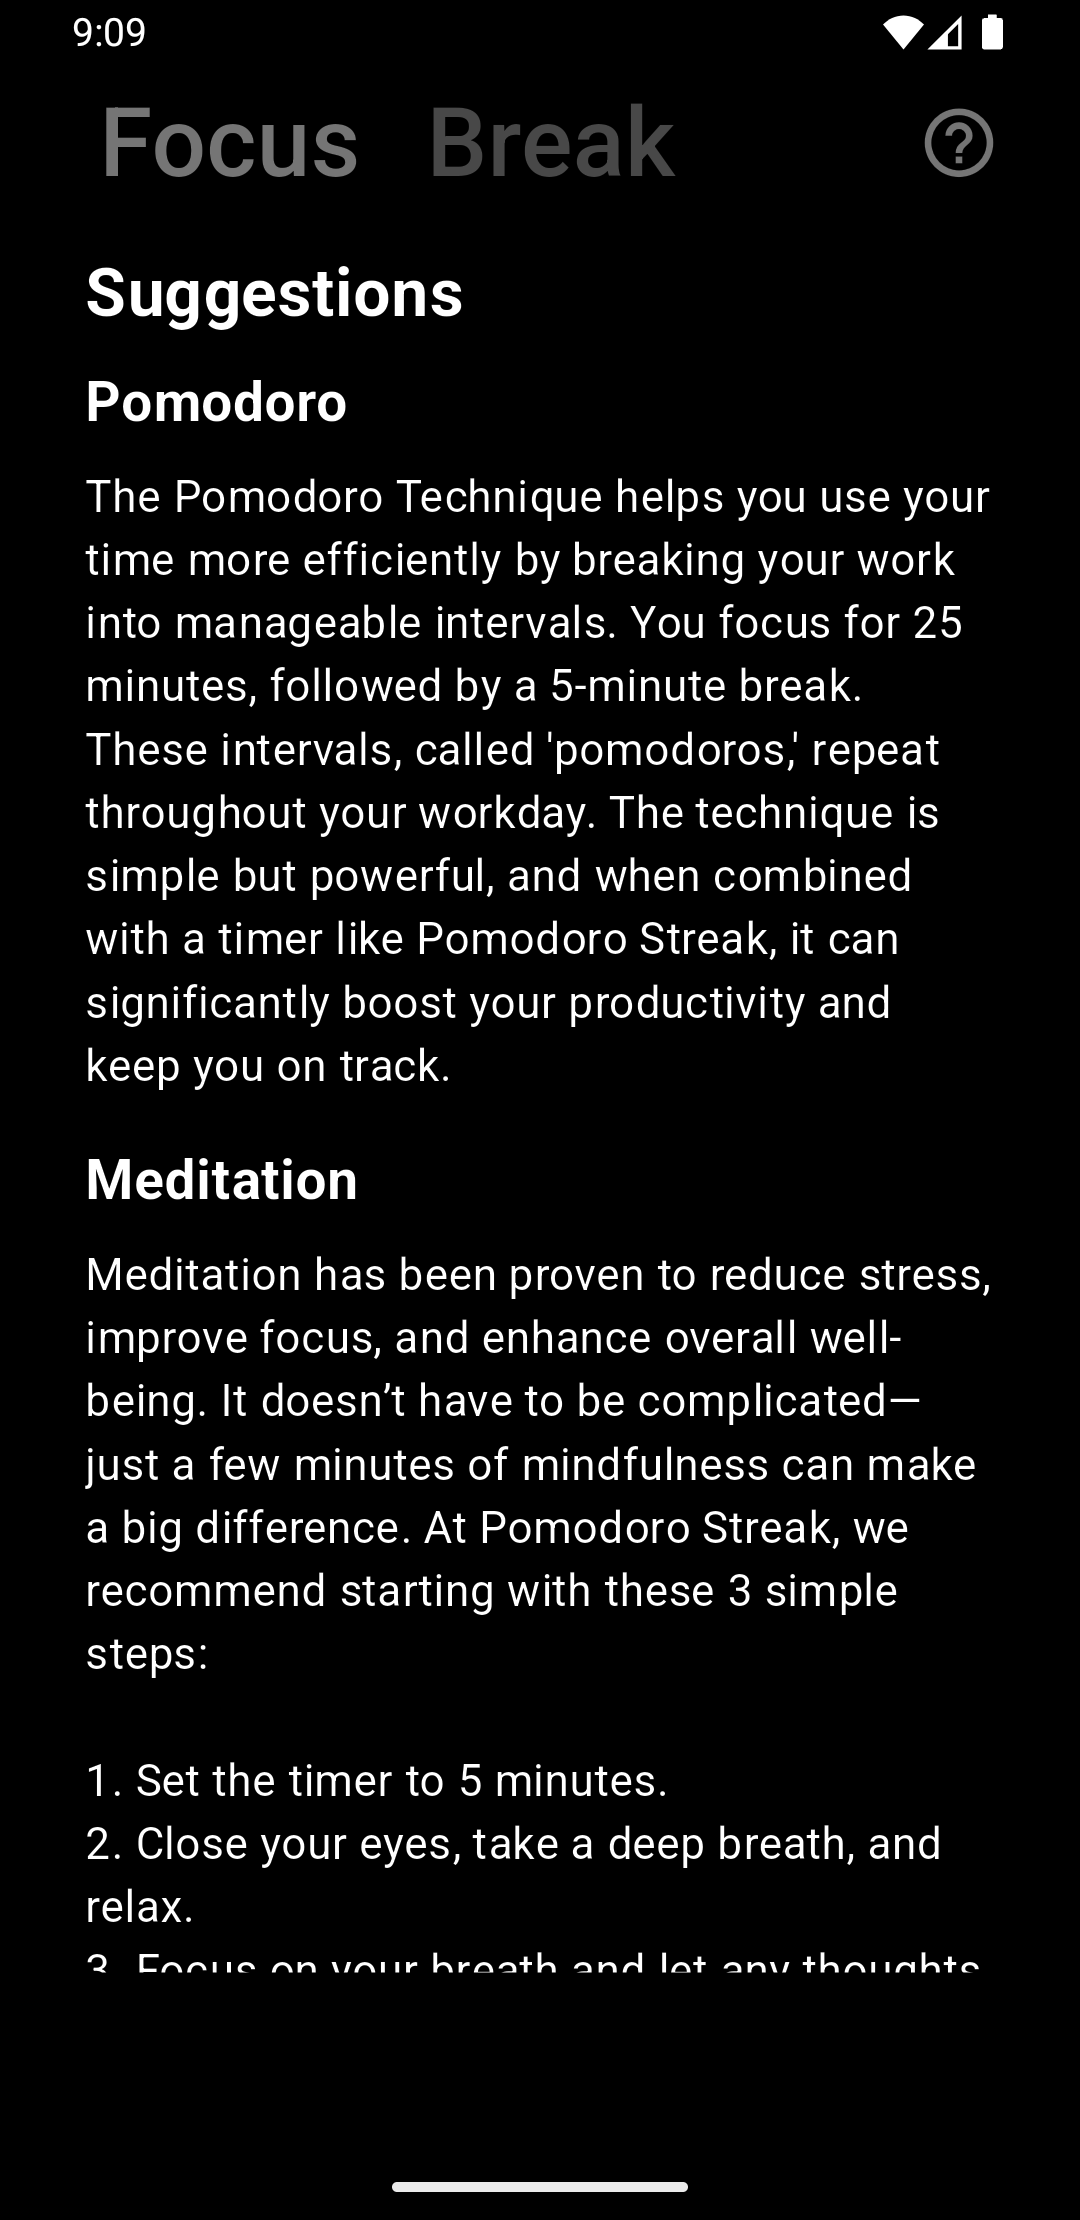 9:09
Focus Break
Suggestions
Pomodoro
The Pomodoro Technique helps you use your
time more efficiently by breaking your work
into manageable intervals. You focus for 25
minutes, followed by a 5-minute break.
These intervals, called 'pomodoros,' repeat
throughout your workday. The technique is
simple but powerful, and when combined
with a timer like Pomodoro Streak, it can
significantly boost your productivity and
keep you on track.
Meditation
Meditation has been proven to reduce stress,
improve focus, and enhance overall well-
being. It doesn’t have to be complicated—
just a few minutes of mindfulness can make
a big difference. At Pomodoro Streak, we
recommend starting with these 3 simple
steps:
1. Set the timer to 5 minutes.
2. Close your eyes, take a deep breath, and
relax.
3. Focus on your breath and let any thoughts